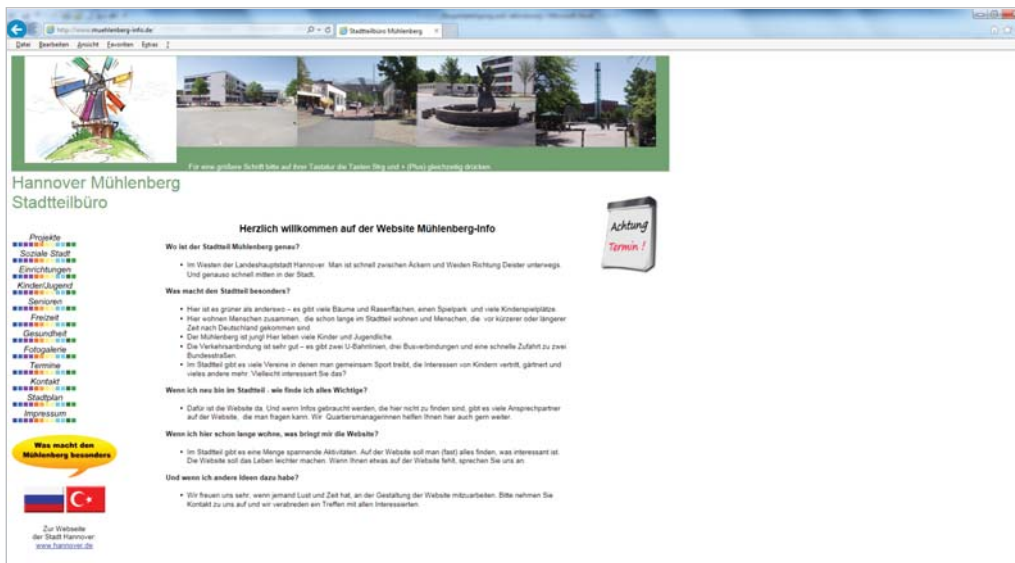 http://www.muehlenberg-info.de
Stadtteilbüro Mühlenberg
Datei Bearbeiten Ansicht Favoriten Extras ?
Für eine größere Schrift bitte auf Ihrer Tastatur die Tasten Strg und + (Plus) gleichzeitig drücken.
Hannover Mühlenberg
Stadtteilbüro
Projekte
Soziale Stadt
Einrichtungen
Kinder/Jugend
Senioren
Freizeit
Gesundheit
Fotogalerie
Termine
Kontakt
Stadtplan
Impressum
Was macht den
Mühlenberg besonders
Zur Webseite
der Stadt Hannover
www.hannover.de
Herzlich willkommen auf der Website Mühlenberg-Info
Wo ist der Stadtteil Mühlenberg genau?
• Im Westen der Landeshauptstadt Hannover. Man ist schnell zwischen Äckern und Weiden Richtung Deister unterwegs.
Und genauso schnell mitten in der Stadt.
Was macht den Stadtteil besonders?
• Hier ist es grüner als anderswo – es gibt viele Bäume und Rasenflächen, einen Spielpark und viele Kinderspielplätze.
• Hier wohnen Menschen zusammen, die schon lange im Stadtteil wohnen und Menschen, die vor kürzerer oder längerer
Zeit nach Deutschland gekommen sind.
• Der Mühlenberg ist jung! Hier leben viele Kinder und Jugendliche.
• Die Verkehrsanbindung ist sehr gut – es gibt zwei U-Bahnlinien, drei Busverbindungen und eine schnelle Zufahrt zu zwei
Bundesstraßen.
• Im Stadtteil gibt es viele Vereine in denen man gemeinsam Sport treibt, die Interessen von Kindern vertritt, gärtnert und
vieles andere mehr. Vielleicht interessiert Sie das?
Wenn ich neu bin im Stadtteil - wie finde ich alles Wichtige?
• Dafür ist die Website da. Und wenn Infos gebraucht werden, die hier nicht zu finden sind, gibt es viele Ansprechpartner
auf der Website, die man fragen kann. Wir Quartiersmanagerinnen helfen Ihnen hier auch gern weiter.
Wenn ich hier schon lange wohne, was bringt mir die Website?
• Im Stadtteil gibt es eine Menge spannende Aktivitäten. Auf der Website soll man (fast) alles finden, was interessant ist.
Die Website soll das Leben leichter machen. Wenn Ihnen etwas auf der Website fehlt, sprechen Sie uns an.
Und wenn ich andere Ideen dazu habe?
• Wir freuen uns sehr, wenn jemand Lust und Zeit hat, an der Gestaltung der Website mitzuarbeiten. Bitte nehmen Sie
Kontakt zu uns auf und wir verabreden ein Treffen mit allen Interessierten.
Achtung
Termin !